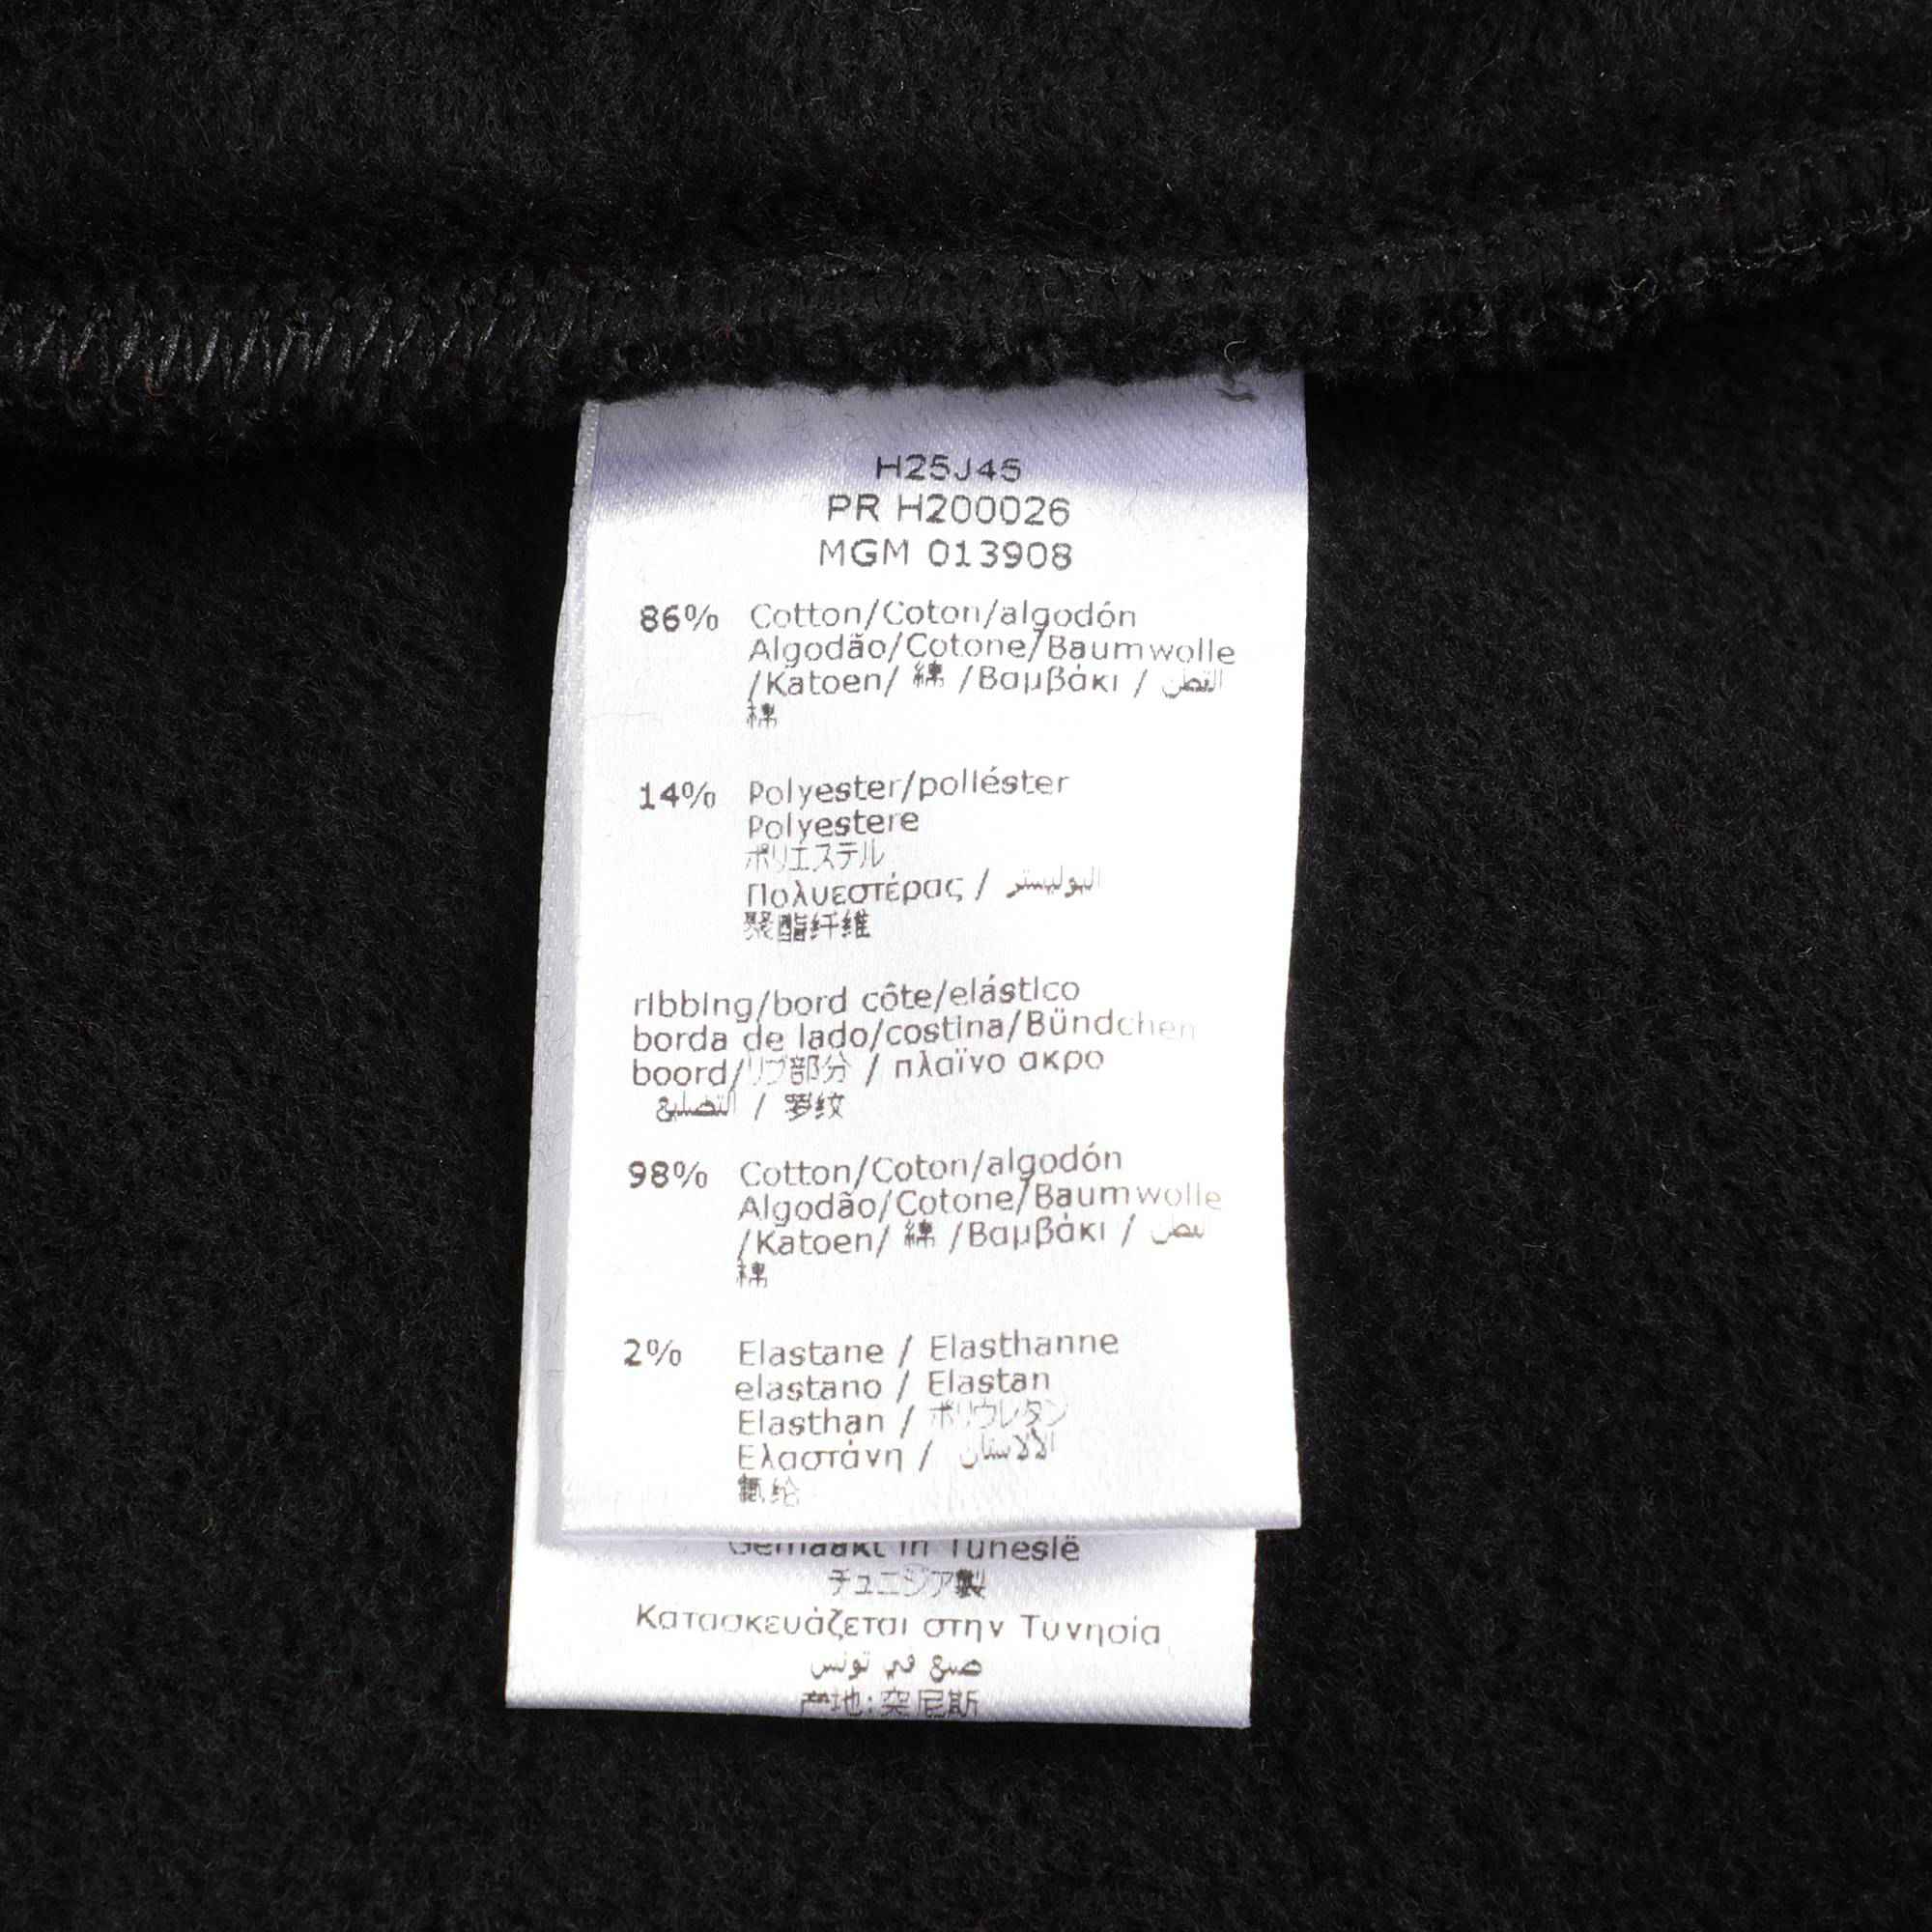 H25J45
PR H200026
MGM 013908
86% Cotton/Coton/algodón
Algodão/Cotone/Baumwolle
/Katoen/ 綿 /Βαμβάκι / القطن
棉
14% Polyester/poliéster
Polyestere
ポリエステル
Πολυεστέρας / البوليستر
聚酯纤维
ribbing/bord côte/elástico
borda de lado/costina/Bündchen
boord/リブ部分 / πλαϊνο ακρο
التضليع / 罗纹
98% Cotton/Coton/algodón
Algodão/Cotone/Baumwolle
/Katoen/ 綿 /Βαμβάκι / القطن
棉
2% Elastane / Elasthanne
elastano / Elastan
Elasthan / ポリウレタン
Ελαστάνη / الالاستان
氨纶
Gemaakt in Tunesië
チュニジア製
Κατασκευάζεται στην Τυνησία
صنع في تونس
产地:突尼斯